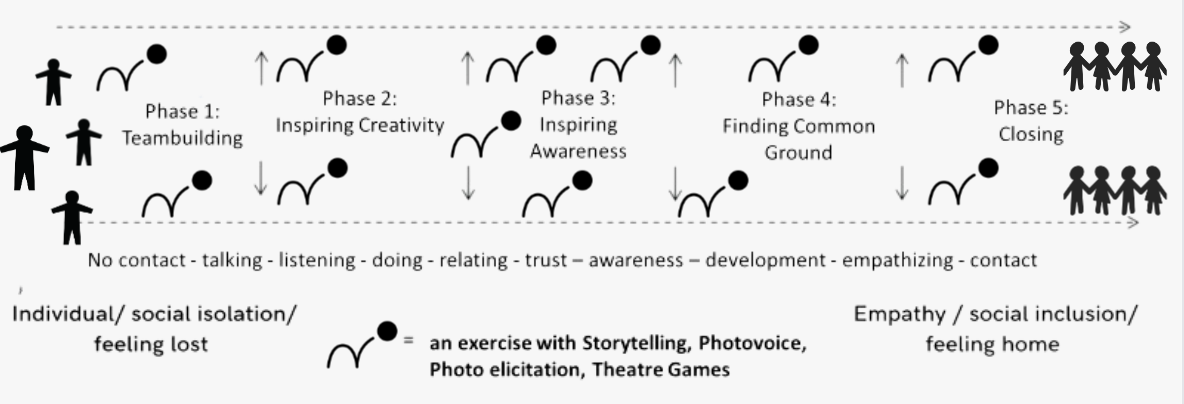 Phase 1:
Teambuilding
Phase 2:
Inspiring Creativity
Phase 3:
Inspiring
Awareness
Phase 4:
Finding Common
Ground
Phase 5:
Closing
No contact - talking - listening - doing - relating - trust – awareness – development - empathizing - contact
,
Individual/ social isolation/
feeling lost
= an exercise with Storytelling, Photovoice,
Photo elicitation, Theatre Games
Empathy / social inclusion/
feeling home